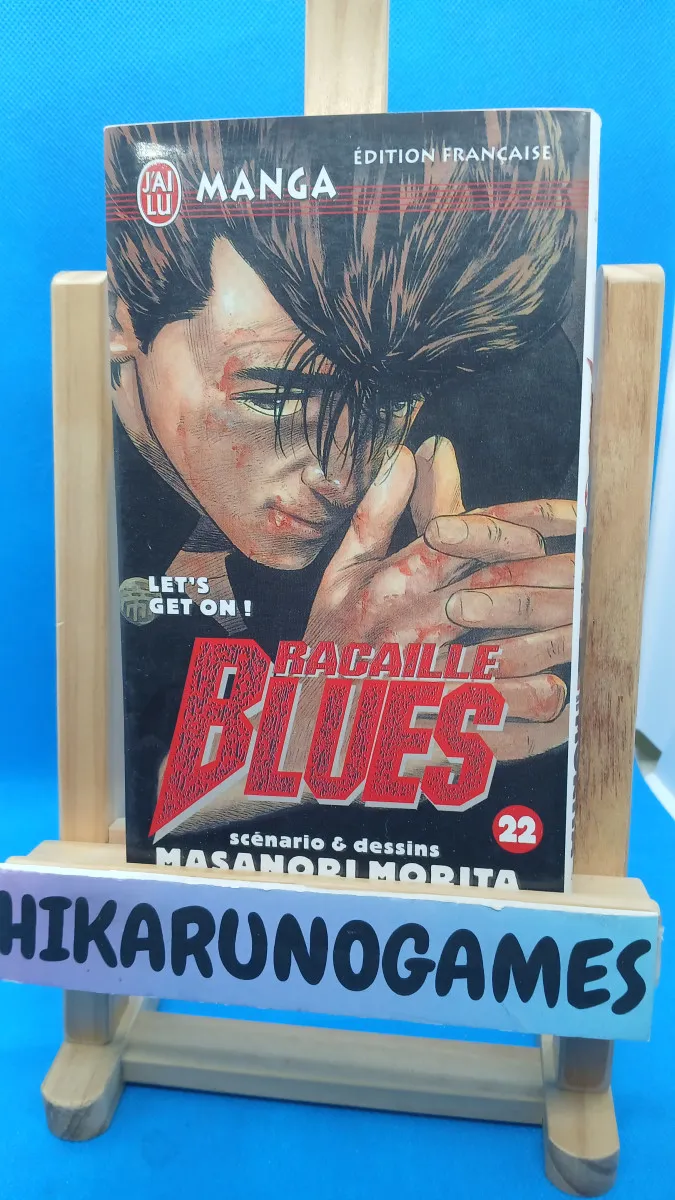 ÉDITION FRANÇAISE
J'AI
LU
MANGA
LET'S
GET ON !
RACAILLE
BLUES
22
scénario & dessins
MASANORI MORITA
HIKARUNOGAMES